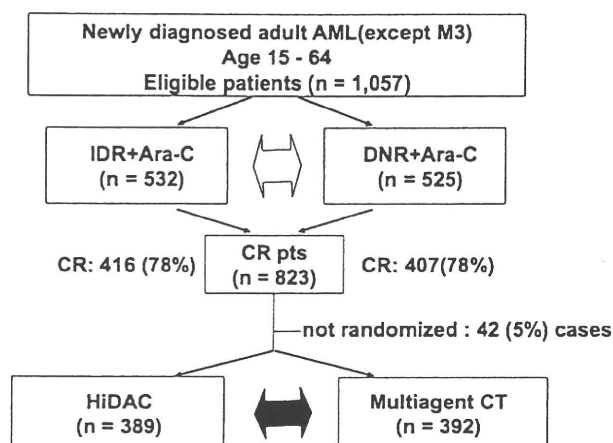 Newly diagnosed adult AML(except M3)
Age 15 - 64
Eligible patients (n = 1,057)
IDR+Ara-C
(n = 532)
DNR+Ara-C
(n = 525)
CR: 416 (78%)
CR pts
(n = 823)
CR: 407(78%)
not randomized : 42 (5%) cases
HiDAC
(n = 389)
Multiagent CT
(n = 392)